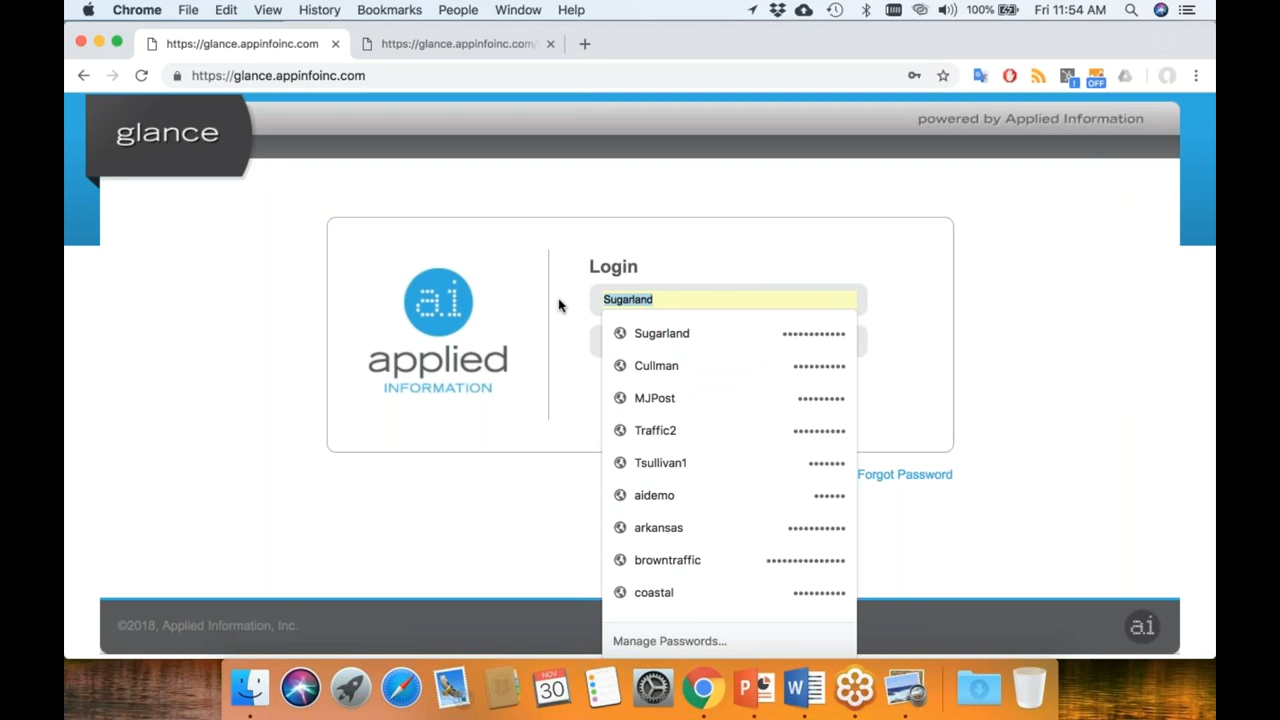 Chrome File Edit View History Bookmarks People Window Help 100% Fri 11:54 AM
https://glance.appinfoinc.com https://glance.appinfoinc.com/
https://glance.appinfoinc.com
OFF
glance
powered by Applied Information
Login
Sugarland
Sugarland ••••••••••••
Cullman ••••••••••
MJPost •••••••••
Traffic2 ••••••••••
Tsullivan1 •••••••
aidemo ••••••
arkansas •••••••••••
browntraffic •••••••••••••••
coastal ••••••••••
Manage Passwords...
a.i
applied
INFORMATION
Forgot Password
©2018, Applied Information, Inc.
a.i
NOV
30